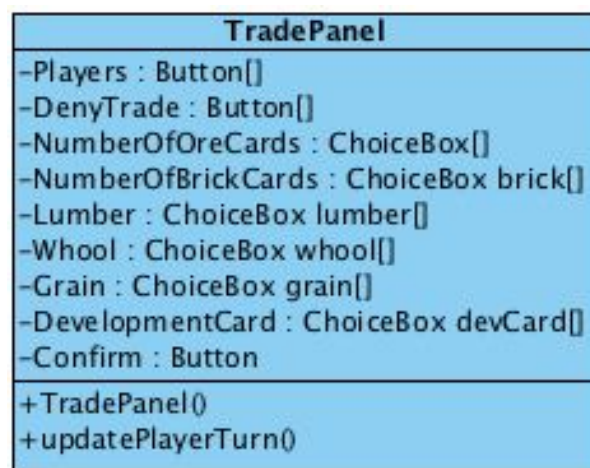 TradePanel
-Players : Button[]
-DenyTrade : Button[]
-NumberOfOreCards : ChoiceBox[]
-NumberOfBrickCards : ChoiceBox brick[]
-Lumber : ChoiceBox lumber[]
-Whool : ChoiceBox whool[]
-Grain : ChoiceBox grain[]
-DevelopmentCard : ChoiceBox devCard[]
-Confirm : Button
+TradePanel()
+updatePlayerTurn()